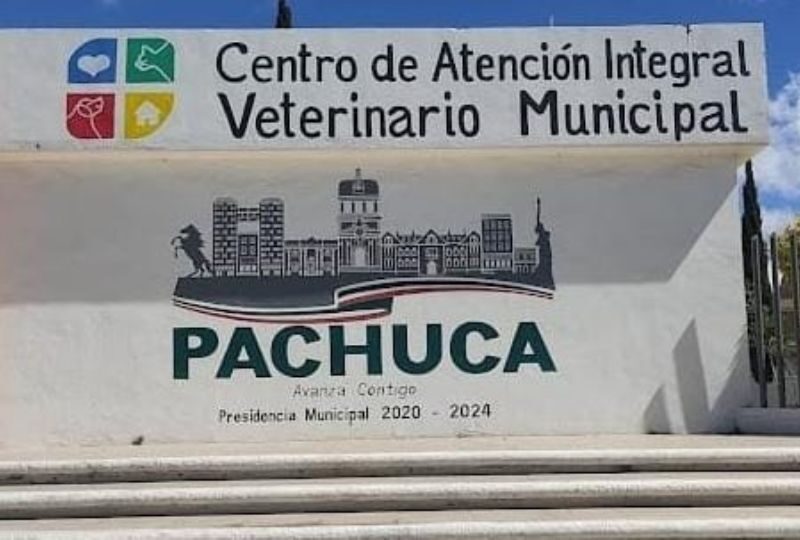 Centro de Atención Integral
Veterinario Municipal
PACHUCA
Avanza Contigo
Presidencia Municipal 2020 - 2024